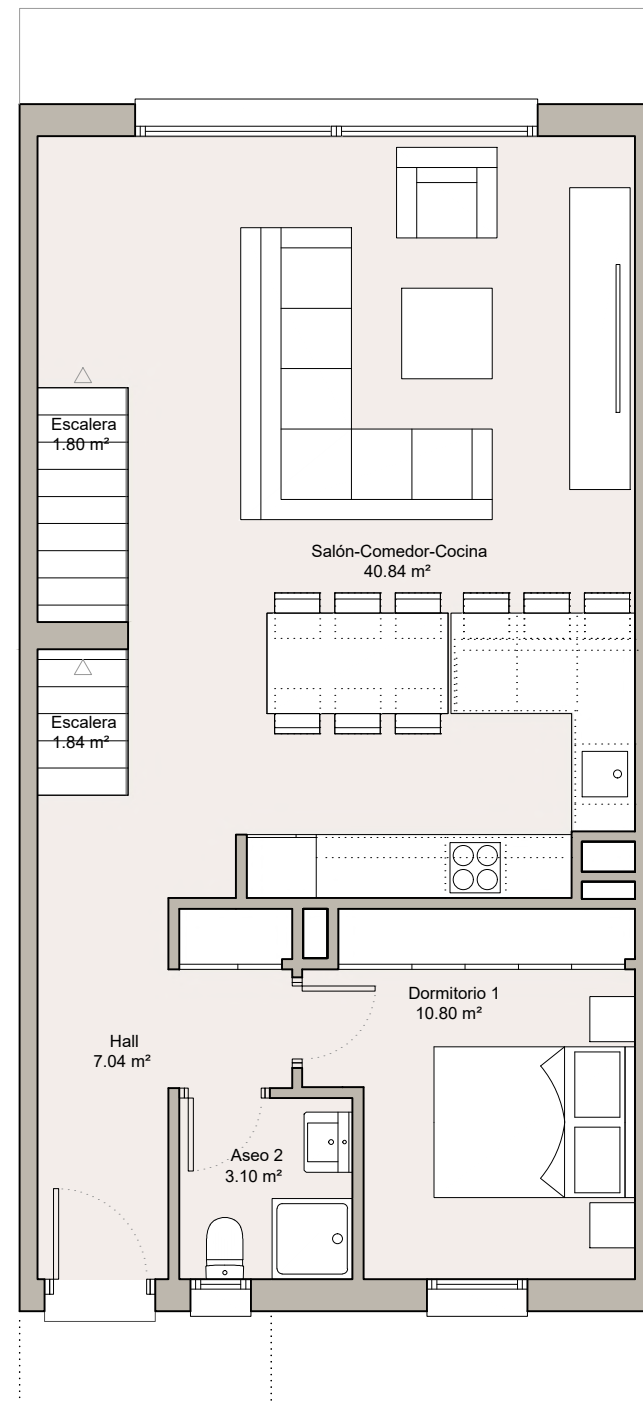 Escalera
1.80 m²
Salón-Comedor-Cocina
40.84 m²
Escalera
1.84 m²
Dormitorio 1
10.80 m²
Hall
7.04 m²
Aseo 2
3.10 m²